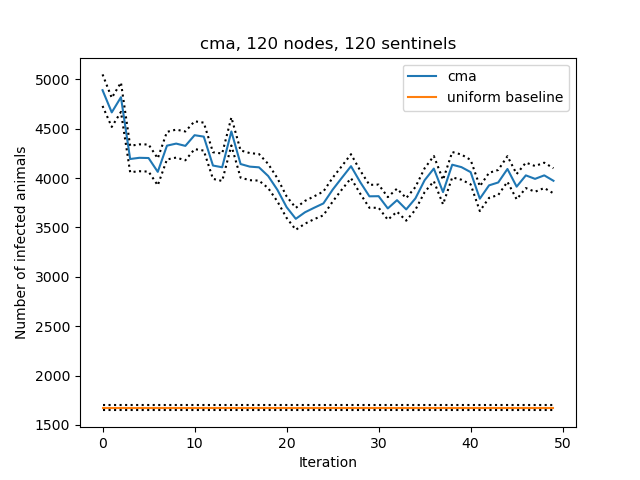 cma, 120 nodes, 120 sentinels
cma
uniform baseline
5000
4500
4000
3500
3000
2500
2000
1500
Number of infected animals
0 10 20 30 40 50
Iteration